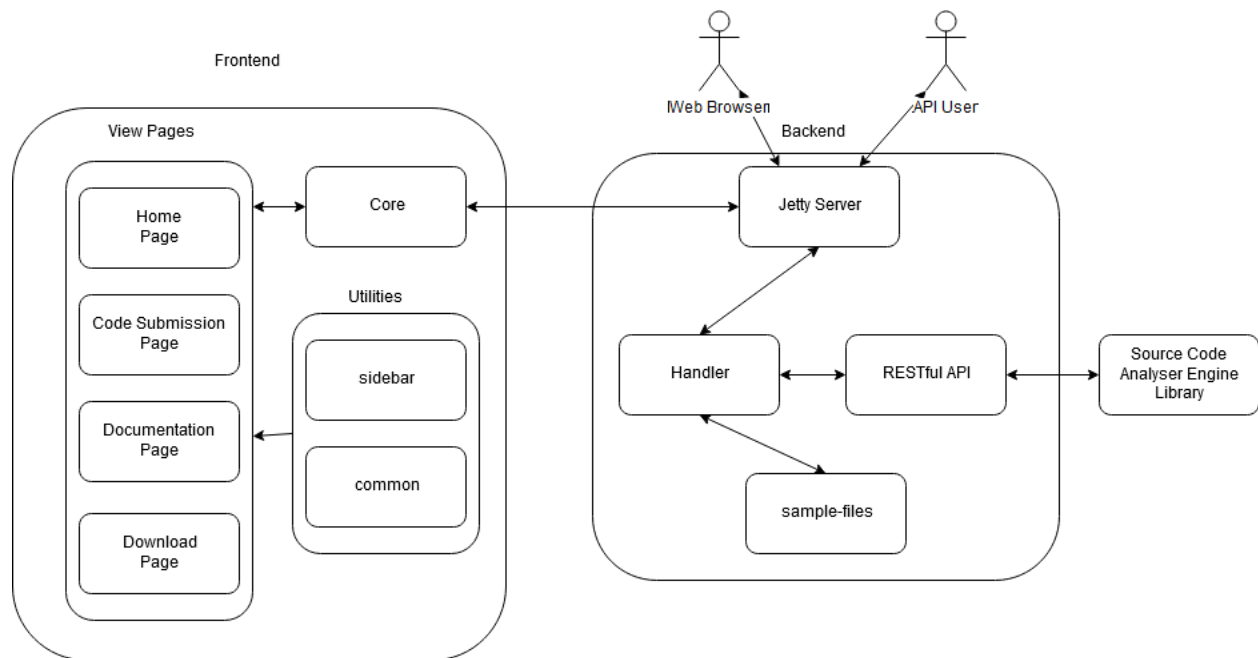 Frontend
Web Browser
API User
View Pages
Backend
Home
Page
Core
Jetty Server
Code Submission
Page
Utilities
sidebar
Handler
RESTful API
Source Code
Analyser Engine
Library
Documentation
Page
common
sample-files
Download
Page